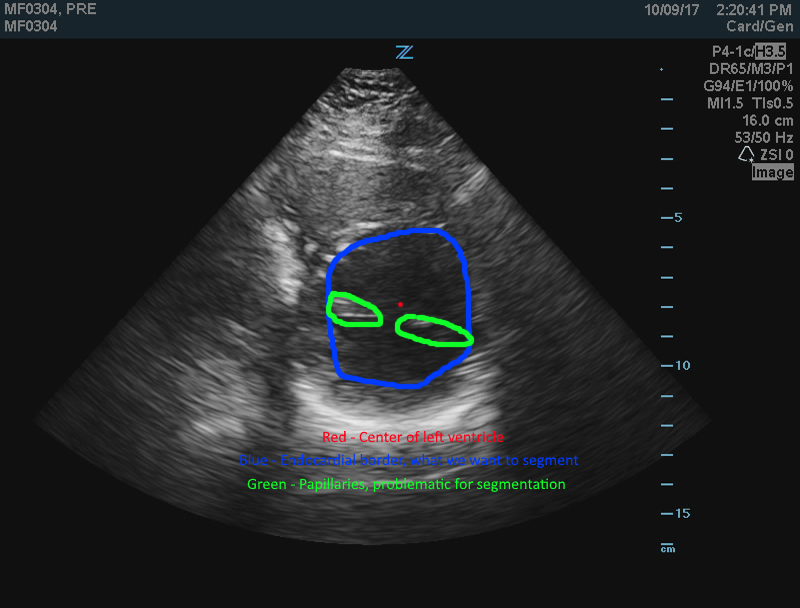 MF0304, PRE
MF0304
10/09/17 2:20:41 PM
Card/Gen
Z
P4-1c/H3.5
DR65/M3/P1
G94/E1/100%
MI1.5 TIs0.5
16.0 cm
53/50 Hz
ZSI 0
Image
5
10
Red - Center of left ventricle
Blue - Endocardial border, what we want to segment
Green - Papillaries, problematic for segmentation
15
cm